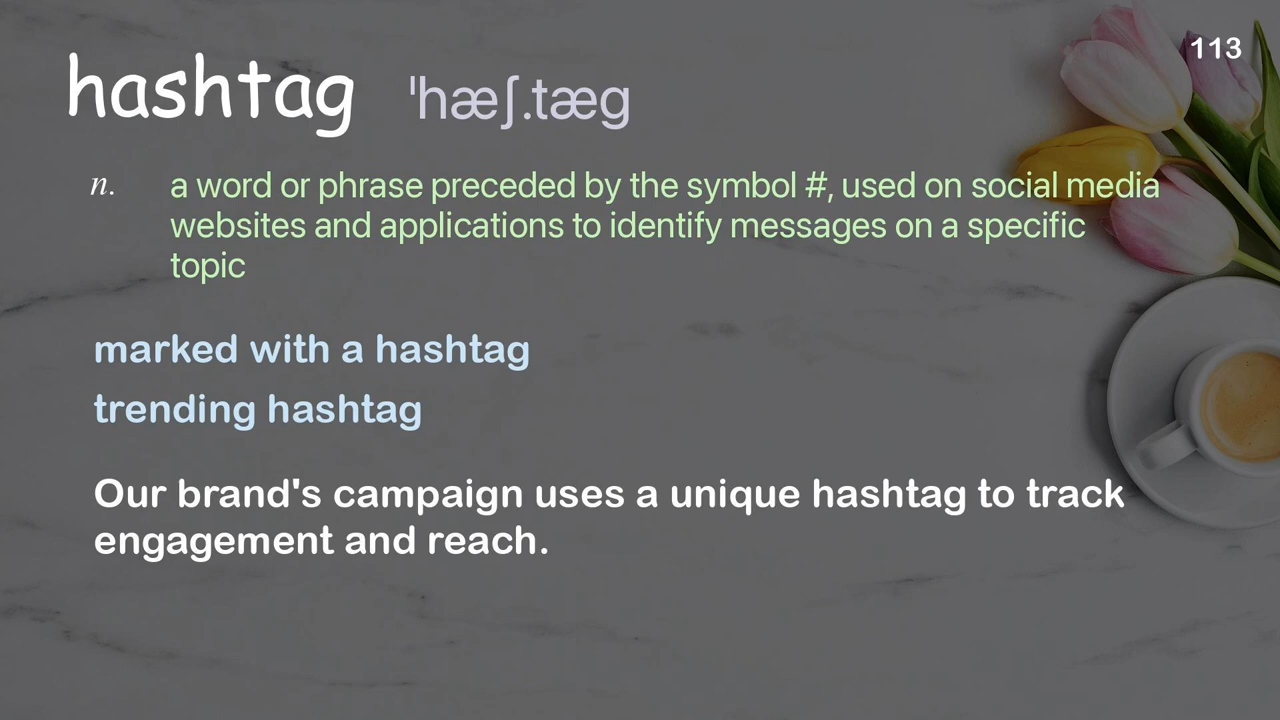 113
hashtag ˈhæʃ.tæg
n. a word or phrase preceded by the symbol #, used on social media
websites and applications to identify messages on a specific
topic
marked with a hashtag
trending hashtag
Our brand's campaign uses a unique hashtag to track
engagement and reach.